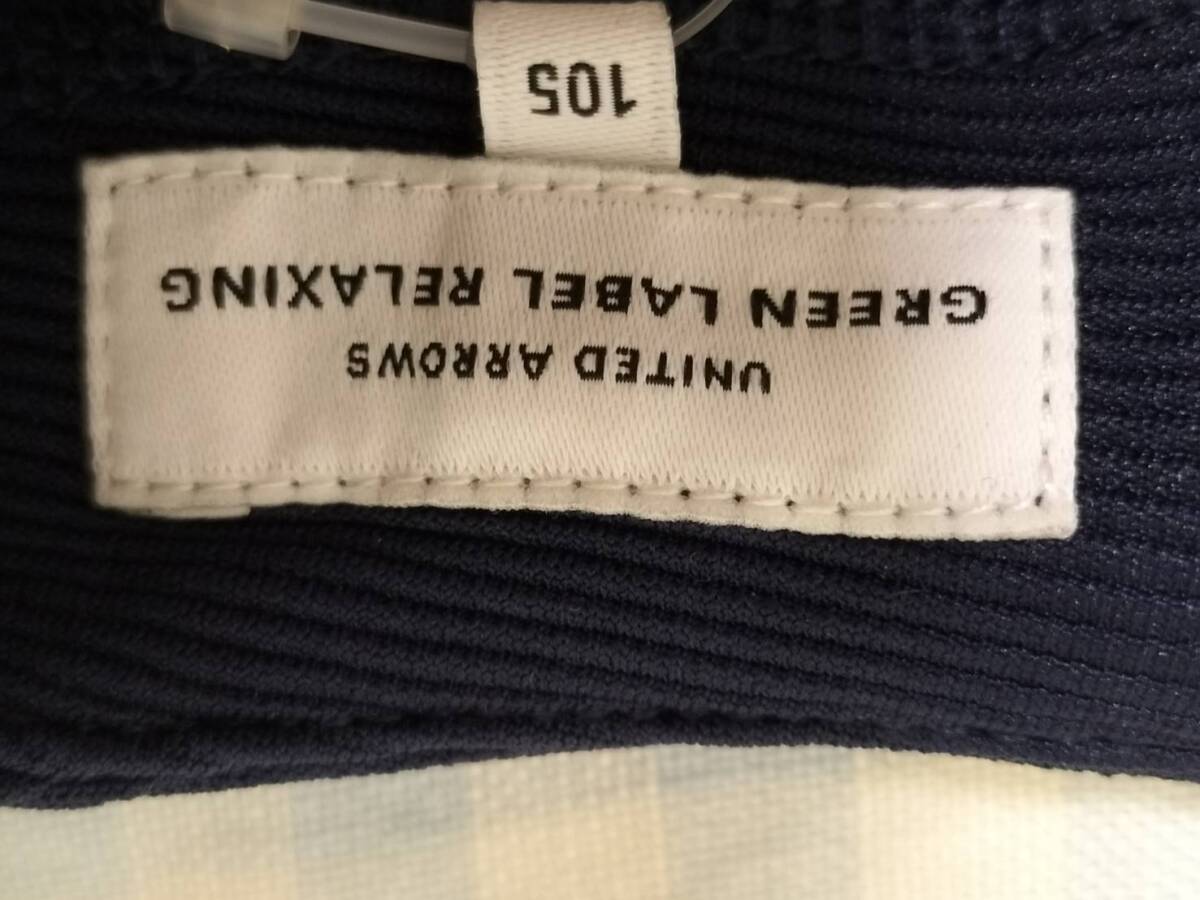 UNITED ARROWS
GREEN LABEL RELAXING
105